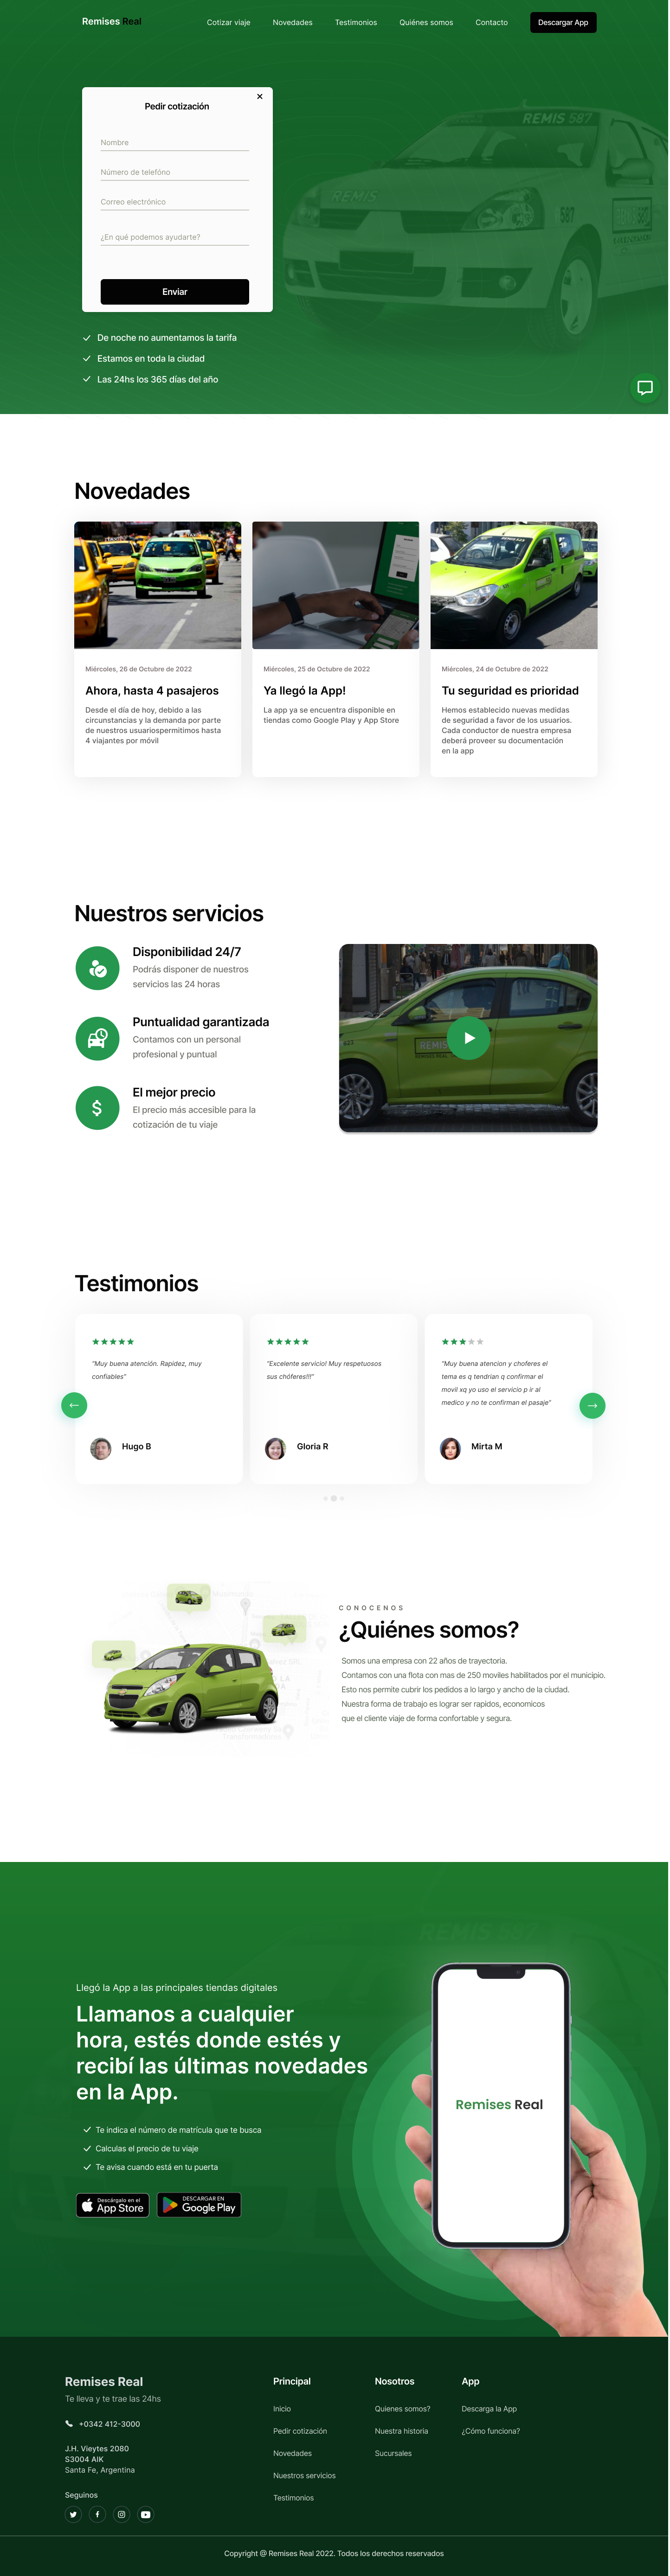 Remises Real
Cotizar viaje
Novedades
Testimonios
Quiénes somos
Contacto
Descargar App
Pedir cotización
Nombre
Número de telefóno
Correo electrónico
¿En qué podemos ayudarte?
Enviar
REMIS 587
REMIS
587
De noche no aumentamos la tarifa
Estamos en toda la ciudad
Las 24hs los 365 días del año
Novedades
Miércoles, 26 de Octubre de 2022
Ahora, hasta 4 pasajeros
Desde el día de hoy, debido a las
circunstancias y la demanda por parte
de nuestros usuariospermitimos hasta
4 viajantes por móvil
Miércoles, 25 de Octubre de 2022
Ya llegó la App!
La app ya se encuentra disponible en
tiendas como Google Play y App Store
Miércoles, 24 de Octubre de 2022
Tu seguridad es prioridad
Hemos establecido nuevas medidas
de seguridad a favor de los usuarios.
Cada conductor de nuestra empresa
deberá proveer su documentación
en la app
Nuestros servicios
Disponibilidad 24/7
Podrás disponer de nuestros
servicios las 24 horas
Puntualidad garantizada
Contamos con un personal
profesional y puntual
El mejor precio
El precio más accesible para la
cotización de tu viaje
REMIS
Testimonios
"Muy buena atención. Rapidez, muy
confiables"
Hugo B
"Excelente servicio! Muy respetuosos
sus chóferes!!!"
Gloria R
"Muy buena atencion y choferes el
tema es q tendrian q confirmar el
movil xq yo uso el servicio p ir al
medico y no te confirman el pasaje"
Mirta M
CONOCENOS
¿Quiénes somos?
Somos una empresa con 22 años de trayectoria.
Contamos con una flota con mas de 250 moviles habilitados por el municipio.
Esto nos permite cubrir los pedidos a lo largo y ancho de la ciudad.
Nuestra forma de trabajo es lograr ser rapidos, economicos
que el cliente viaje de forma confortable y segura.
Llegó la App a las principales tiendas digitales
Llamanos a cualquier
hora, estés donde estés y
recibí las últimas novedades
en la App.
Te indica el número de matrícula que te busca
Calculas el precio de tu viaje
Te avisa cuando está en tu puerta
Descárgalo en el
App Store
DESCARGAR EN
Google Play
Remises Real
Remises Real
Te lleva y te trae las 24hs
+0342 412-3000
J.H. Vieytes 2080
S3004 AIK
Santa Fe, Argentina
Seguinos
Principal
Inicio
Pedir cotización
Novedades
Nuestros servicios
Testimonios
Nosotros
Quienes somos?
Nuestra historia
Sucursales
App
Descarga la App
¿Cómo funciona?
Copyright @ Remises Real 2022. Todos los derechos reservados